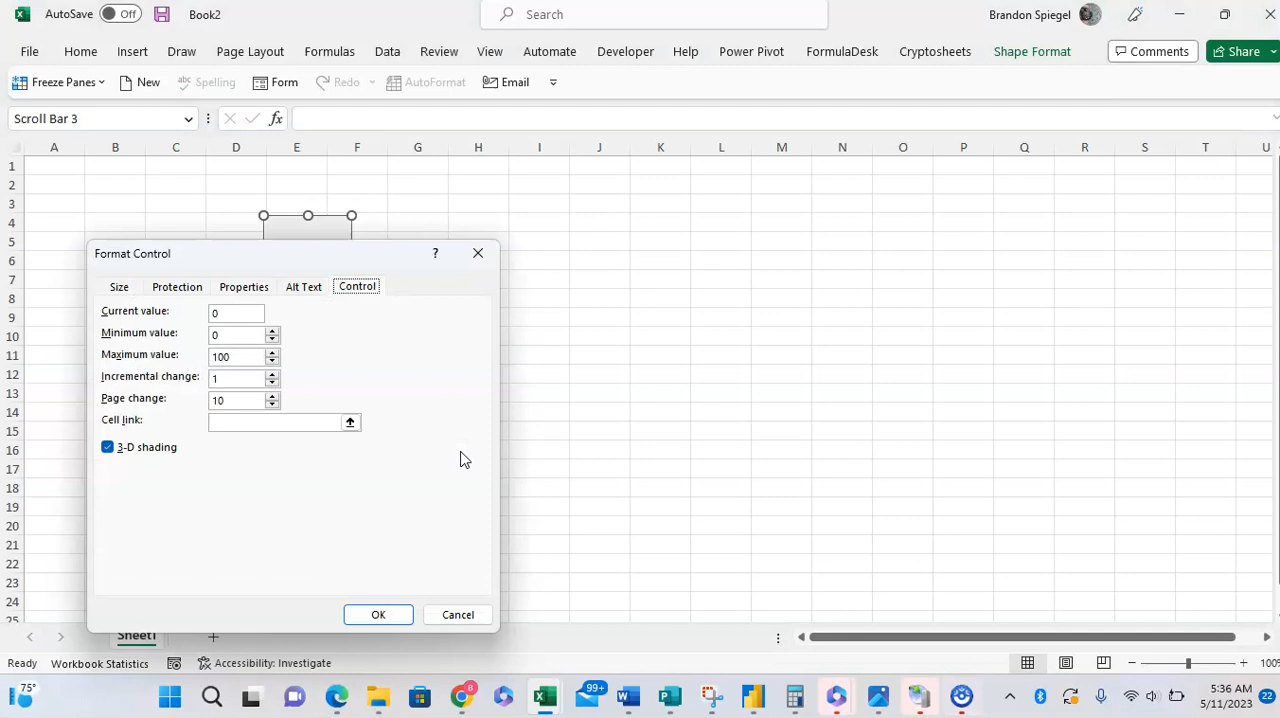 AutoSave Off Book2 Search Brandon Spiegel
File Home Insert Draw Page Layout Formulas Data Review View Automate Developer Help Power Pivot FormulaDesk Cryptosheets Shape Format Comments Share
Freeze Panes New abc Spelling Form Redo AutoFormat Email
Scroll Bar 3 fx
A B C D E F G H I J K L M N O P Q R S T U
1
2
3
4
5
6
7
8
9
10
11
12
13
14
15
16
17
18
19
20
21
22
23
24
25
Format Control ?
Size Protection Properties Alt Text Control
Current value: 0
Minimum value: 0
Maximum value: 100
Incremental change: 1
Page change: 10
Cell link:
3-D shading
OK Cancel
Sheet1
Ready Workbook Statistics Accessibility: Investigate 100%
75° 99+ 5:36 AM
5/11/2023 22